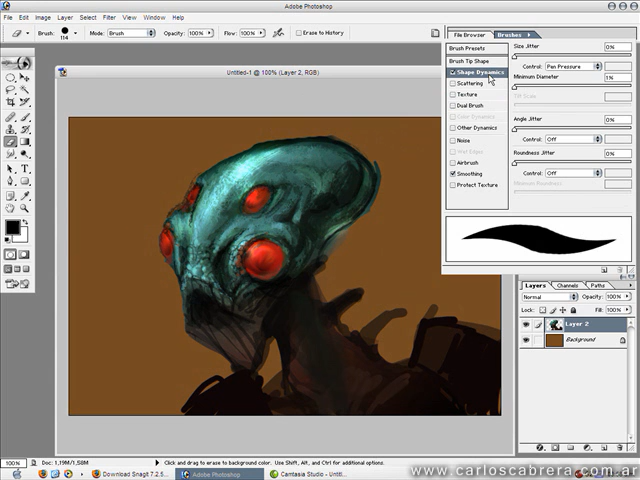 Adobe Photoshop
File Edit Image Layer Select Filter View Window Help
Brush: 114 Mode: Brush Opacity: 100% Flow: 100% Erase to History
File Browser Brushes
Untitled-1 @ 100% (Layer 2, RGB)
Brush Presets
Brush Tip Shape
Shape Dynamics
Scattering
Texture
Dual Brush
Color Dynamics
Other Dynamics
Noise
Wet Edges
Airbrush
Smoothing
Protect Texture
Size Jitter 0%
Control: Pen Pressure
Minimum Diameter 1%
Tilt Scale
Angle Jitter 0%
Control: Off
Roundness Jitter 0%
Control: Off
Minimum Roundness
Layers Channels Paths
Normal Opacity: 100%
Lock: Fill: 100%
Layer 2
Background
100% Doc: 1,19M/1,58M Click and drag to erase to background color. Use Shift, Alt, and Ctrl for additional options.
Download SnagIt 7.2.5... Adobe Photoshop Camtasia Studio - Untitl...
www.carloscabrera.com.ar